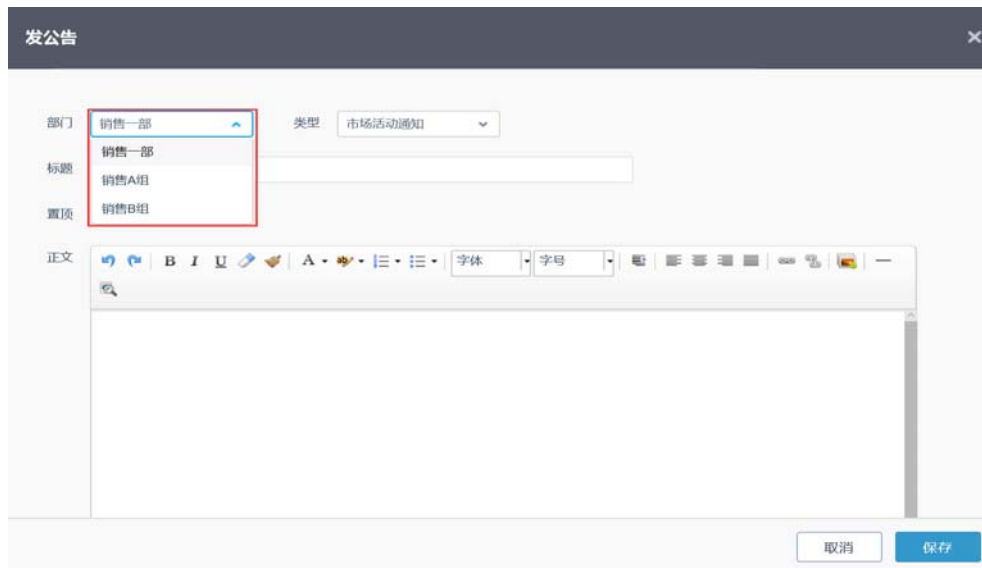 发公告
部门 销售一部 类型 市场活动通知
销售一部
标题
销售A组
置顶 销售B组
正文 B I U A 字体 字号
取消 保存